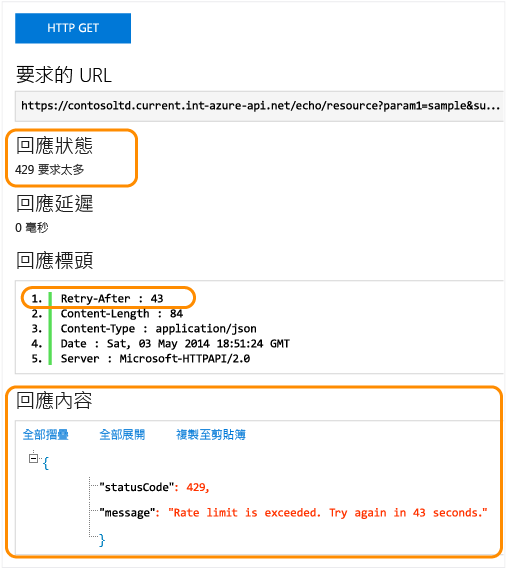 HTTP GET
要求的 URL
https://contosoltd.current.int-azure-api.net/echo/resource?param1=sample&su...
回應狀態
429 要求太多
回應延遲
0 毫秒
回應標頭
1. Retry-After : 43
2. Content-Length : 84
3. Content-Type : application/json
4. Date : Sat, 03 May 2014 18:51:24 GMT
5. Server : Microsoft-HTTPAPI/2.0
回應內容
全部摺疊 全部展開 複製至剪貼簿
{
"statusCode": 429,
"message": "Rate limit is exceeded. Try again in 43 seconds."
}